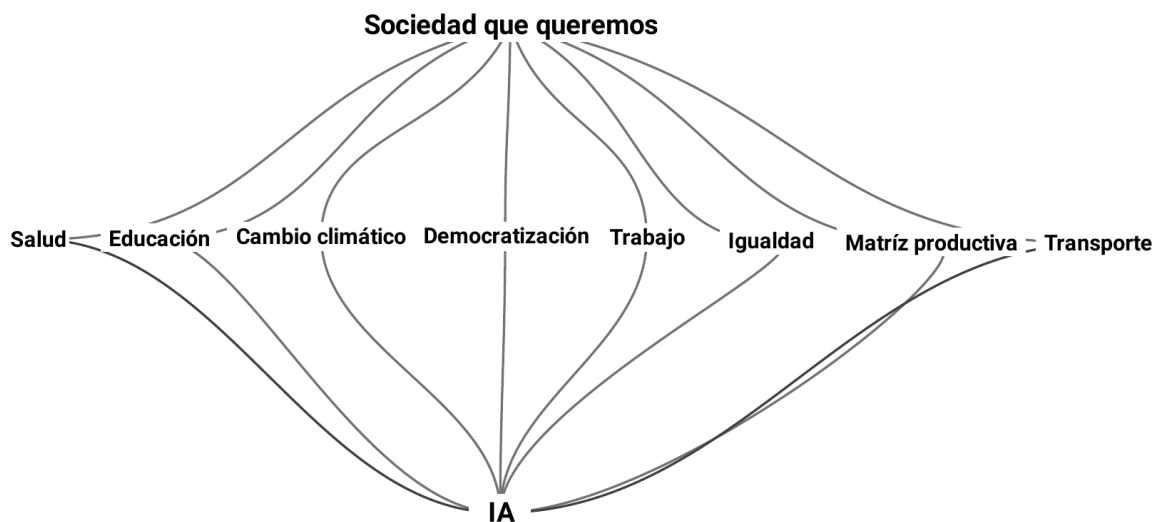 Sociedad que queremos
Salud
Educación
Cambio climático
Democratización
Trabajo
Igualdad
Matríz productiva
Transporte
IA